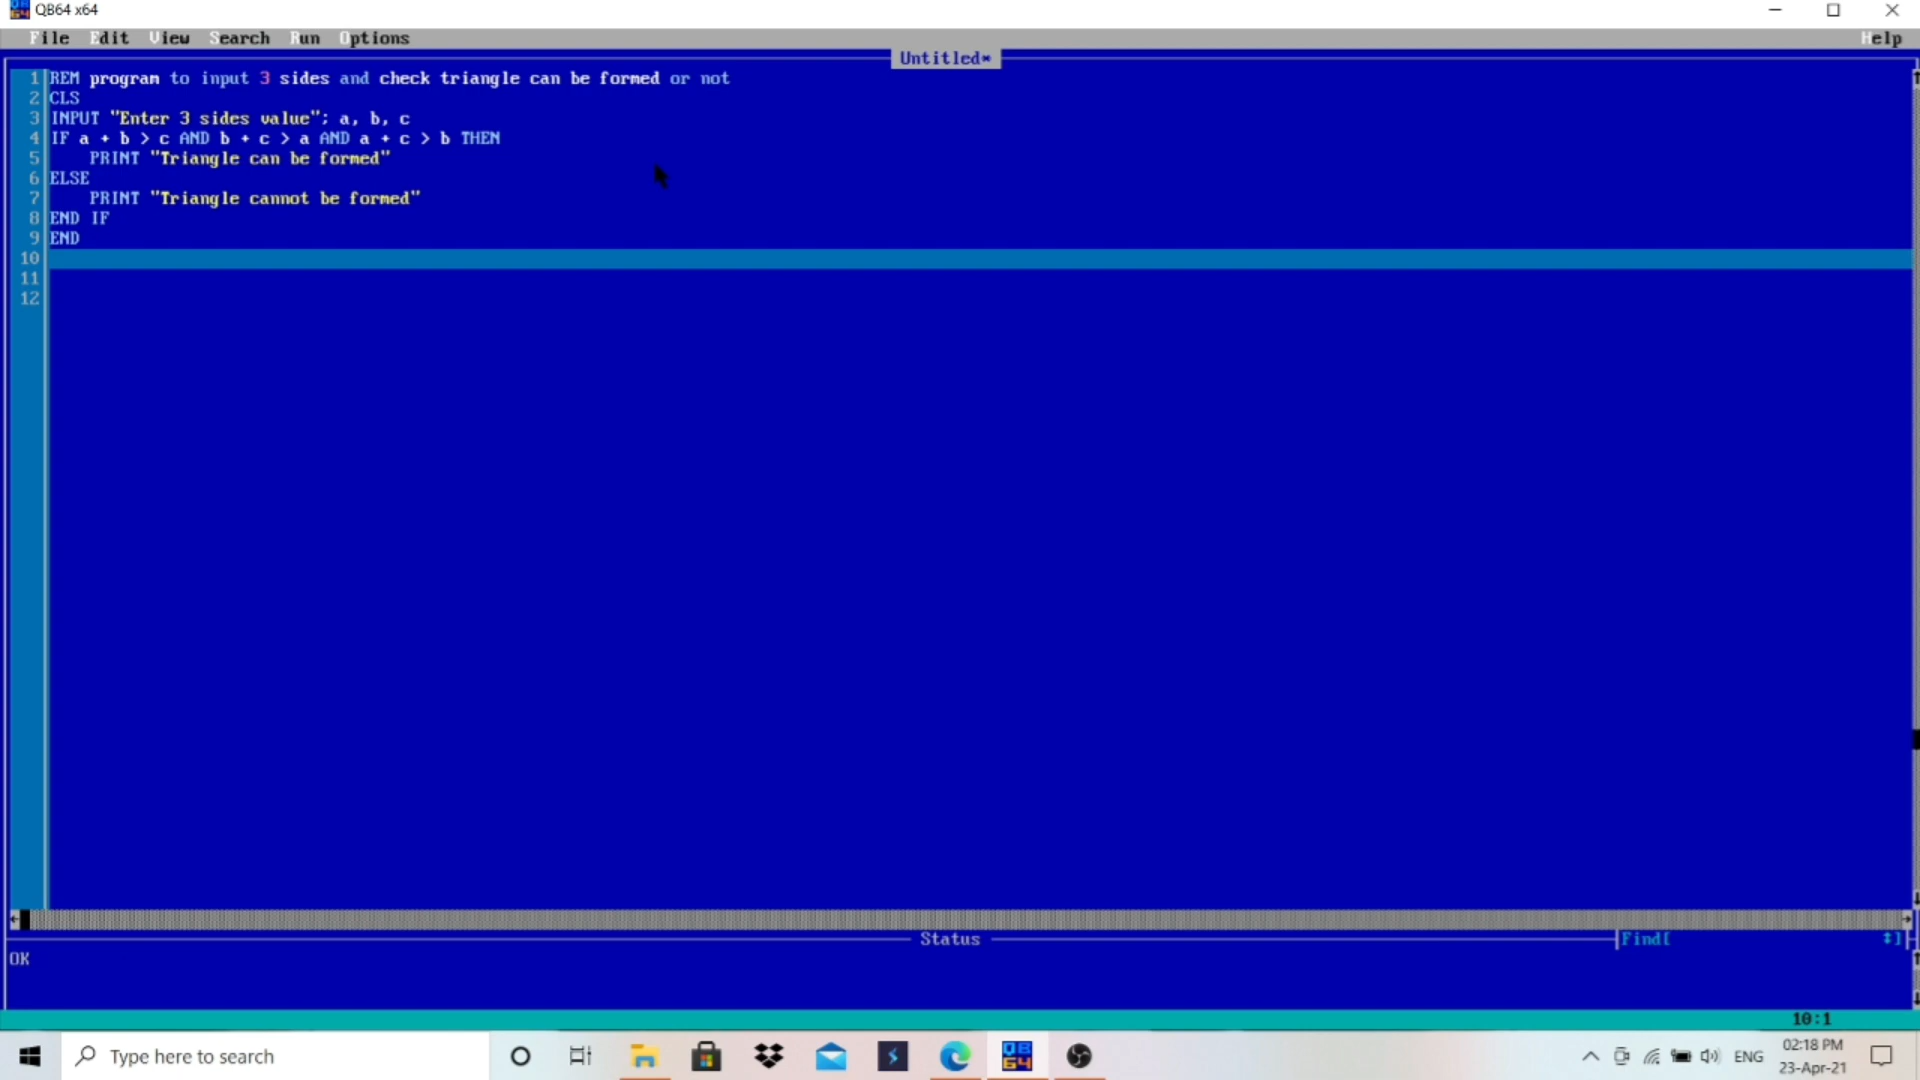 QB64 x64
File Edit View Search Run Options Help
Untitled*
1 REM program to input 3 sides and check triangle can be formed or not
2 CLS
3 INPUT "Enter 3 sides value"; a, b, c
4 IF a + b > c AND b + c > a AND a + c > b THEN
5 PRINT "Triangle can be formed"
6 ELSE
7 PRINT "Triangle cannot be formed"
8 END IF
9 END
10
11
12
Status Find[ ]
OK
10:1
Type here to search
QB64
ENG
02:18 PM
23-Apr-21